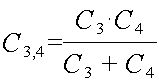 C₃,₄ = (C₃ · C₄) / (C₃ + C₄)